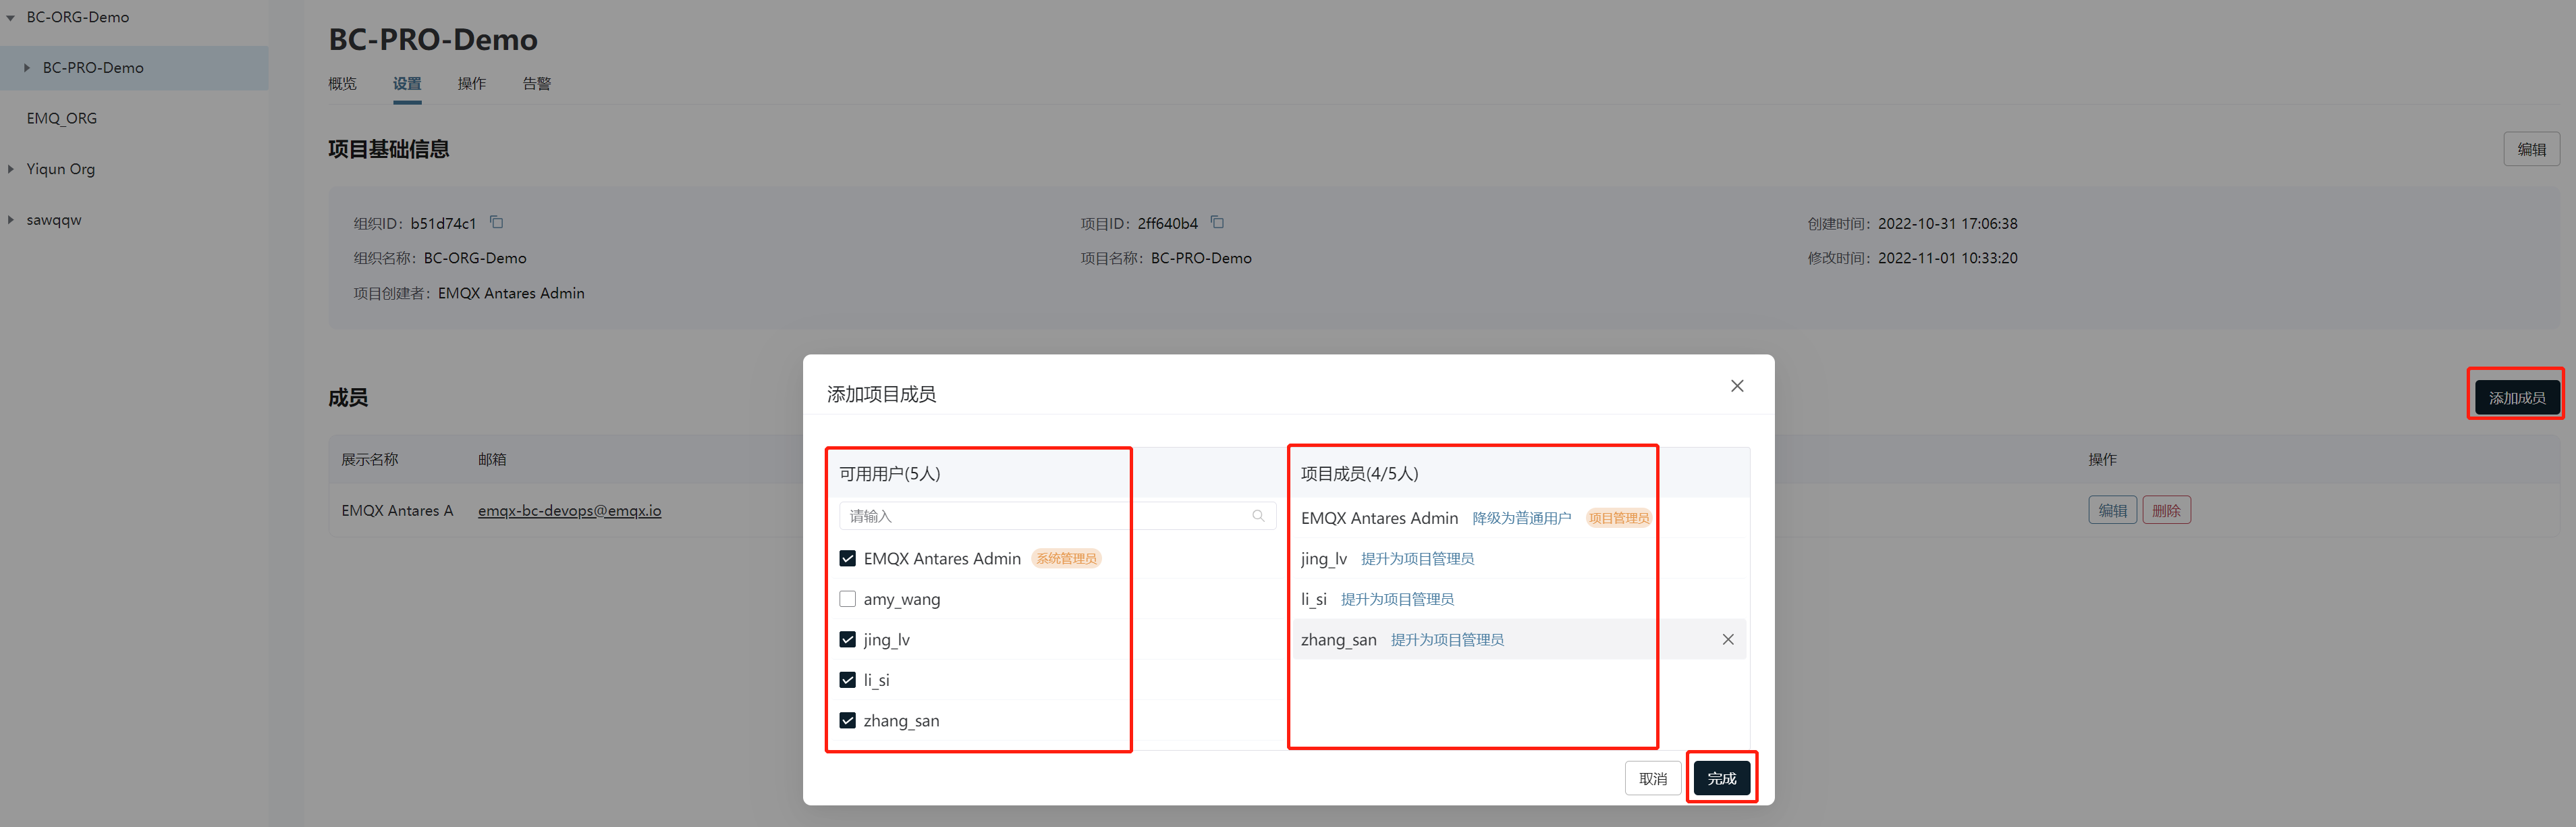 BC-ORG-Demo
BC-PRO-Demo
EMQ_ORG
Yiqun Org
sawqqw
BC-PRO-Demo
概览 设置 操作 告警
项目基础信息
编辑
组织ID： b51d74c1
项目ID： 2ff640b4
创建时间： 2022-10-31 17:06:38
组织名称： BC-ORG-Demo
项目名称： BC-PRO-Demo
修改时间： 2022-11-01 10:33:20
项目创建者： EMQX Antares Admin
成员
添加成员
展示名称 邮箱 操作
EMQX Antares A emqx-bc-devops@emqx.io 编辑 删除
添加项目成员
可用用户(5人)
请输入
EMQX Antares Admin 系统管理员
amy_wang
jing_lv
li_si
zhang_san
项目成员(4/5人)
EMQX Antares Admin 降级为普通用户 项目管理员
jing_lv 提升为项目管理员
li_si 提升为项目管理员
zhang_san 提升为项目管理员
取消 完成